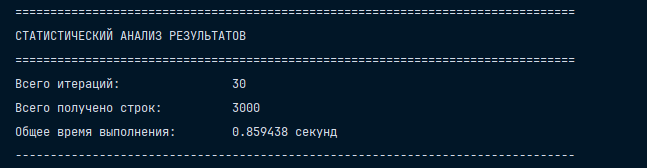 ================================================================================
СТАТИСТИЧЕСКИЙ АНАЛИЗ РЕЗУЛЬТАТОВ
================================================================================
Всего итераций:                30
Всего получено строк:          3000
Общее время выполнения:        0.859438 секунд
--------------------------------------------------------------------------------